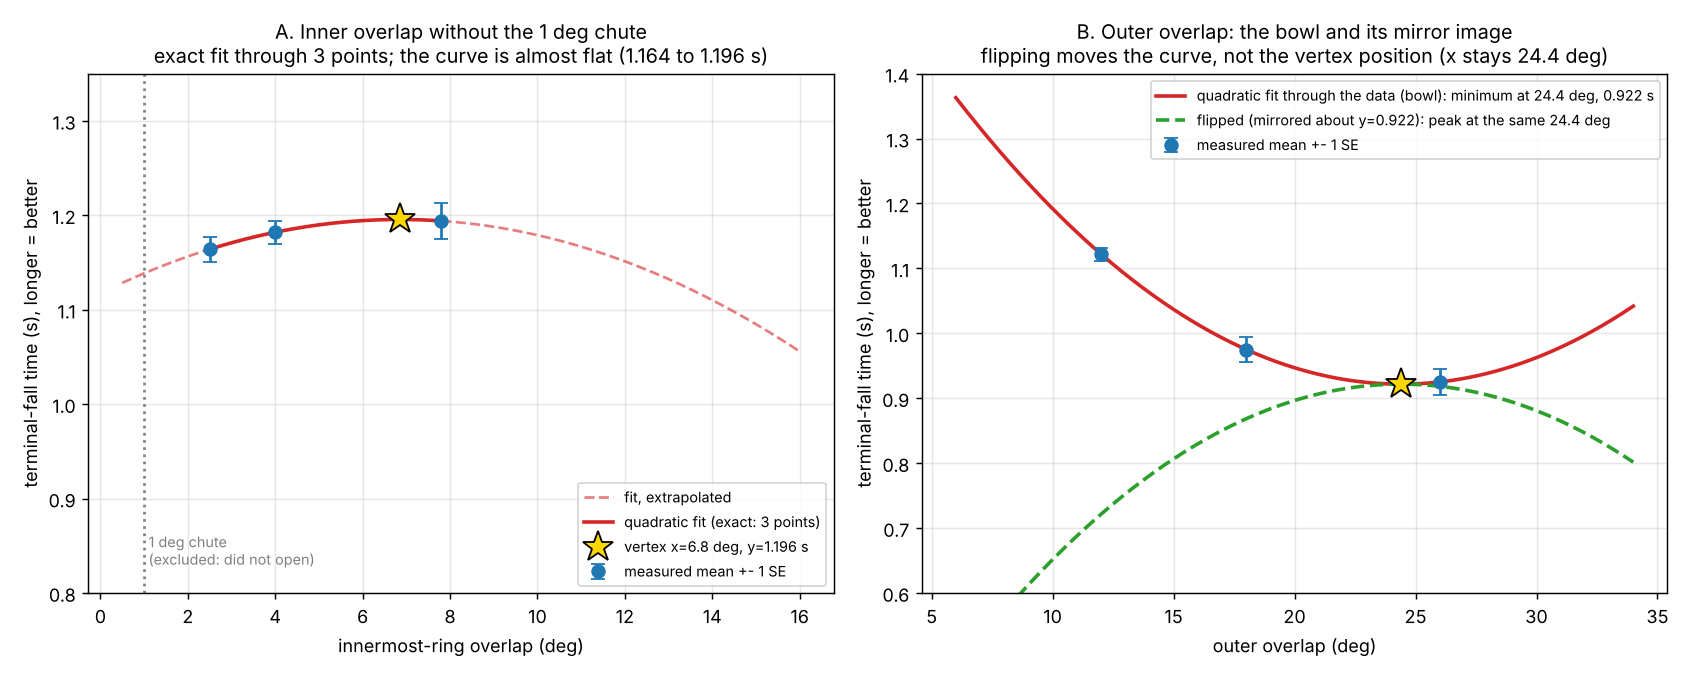 A. Inner overlap without the 1 deg chute
exact fit through 3 points; the curve is almost flat (1.164 to 1.196 s)
terminal-fall time (s), longer = better
1.3
1.2
1.1
1.0
0.9
0.8
1 deg chute
(excluded: did not open)
fit, extrapolated
quadratic fit (exact: 3 points)
vertex x=6.8 deg, y=1.196 s
measured mean +- 1 SE
0 2 4 6 8 10 12 14 16
innermost-ring overlap (deg)
B. Outer overlap: the bowl and its mirror image
flipping moves the curve, not the vertex position (x stays 24.4 deg)
terminal-fall time (s), longer = better
1.4
1.3
1.2
1.1
1.0
0.9
0.8
0.7
0.6
quadratic fit through the data (bowl): minimum at 24.4 deg, 0.922 s
flipped (mirrored about y=0.922): peak at the same 24.4 deg
measured mean +- 1 SE
5 10 15 20 25 30 35
outer overlap (deg)